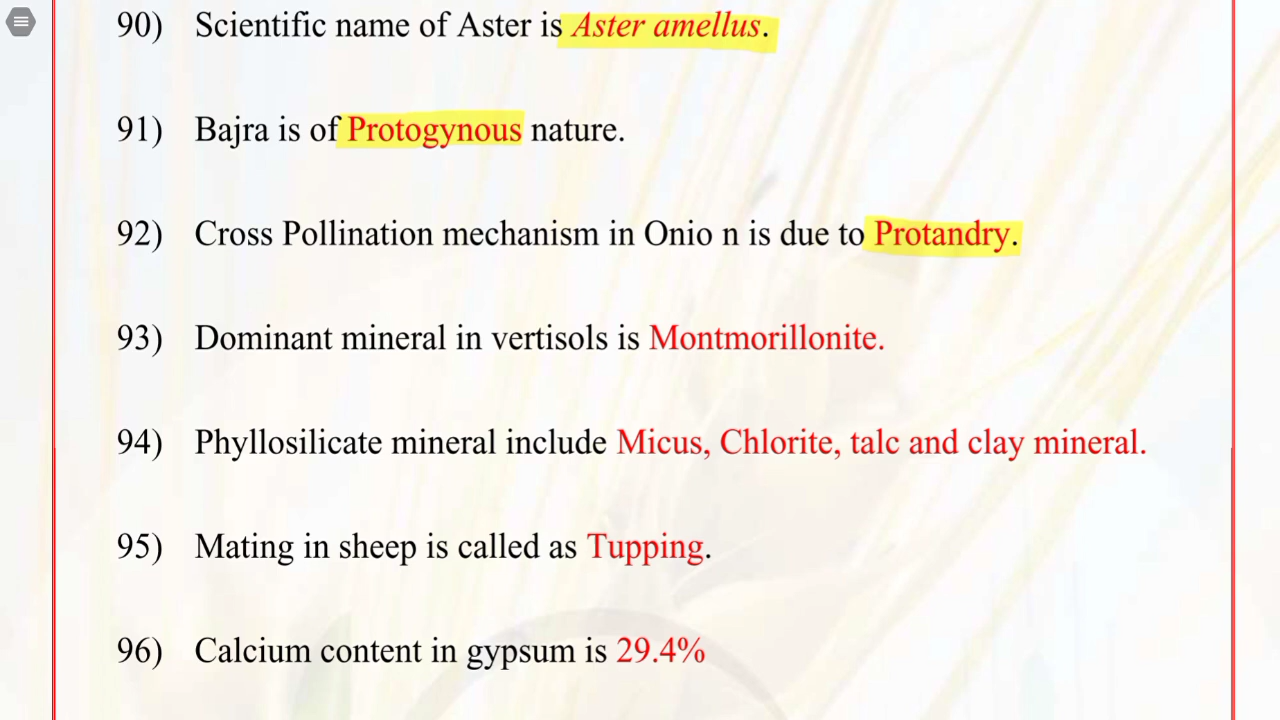 90) Scientific name of Aster is Aster amellus.
91) Bajra is of Protogynous nature.
92) Cross Pollination mechanism in Onio n is due to Protandry.
93) Dominant mineral in vertisols is Montmorillonite.
94) Phyllosilicate mineral include Micus, Chlorite, talc and clay mineral.
95) Mating in sheep is called as Tupping.
96) Calcium content in gypsum is 29.4%